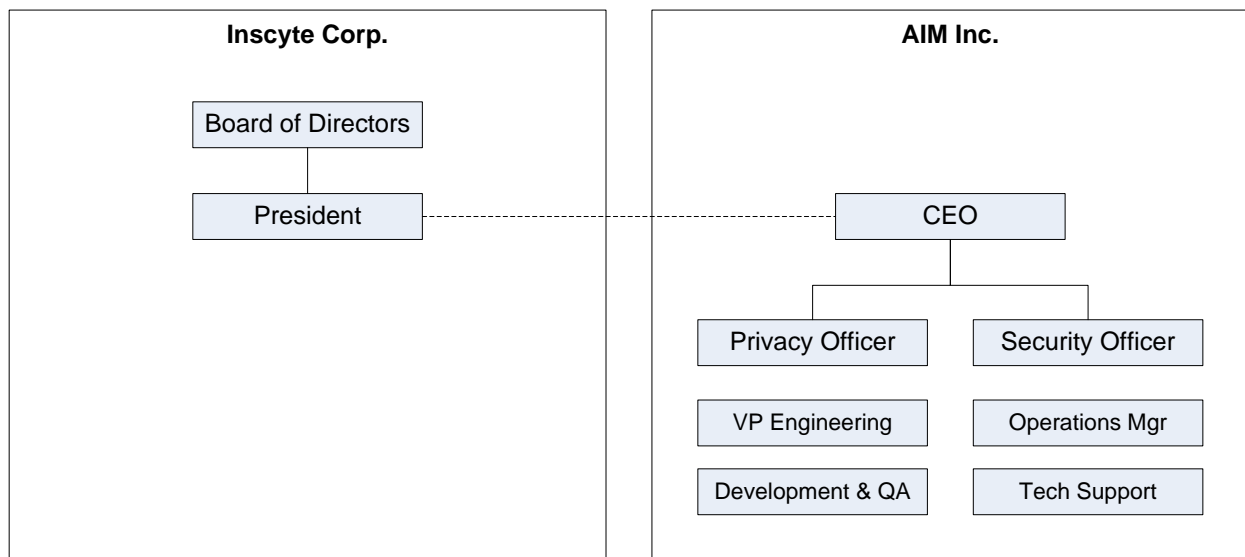 Inscyte Corp.
AIM Inc.
Board of Directors
President
CEO
Privacy Officer
Security Officer
VP Engineering
Operations Mgr
Development & QA
Tech Support